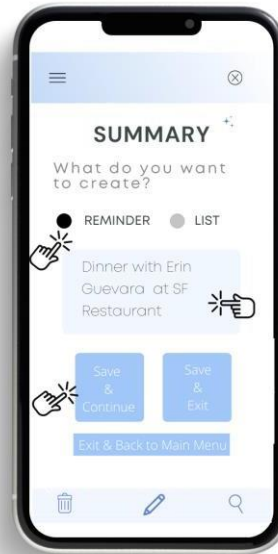 SUMMARY
What do you want
to create?
REMINDER LIST
Dinner with Erin
Guevara at SF
Restaurant
Save
&
Continue
Save
&
Exit
Exit & Back to Main Menu